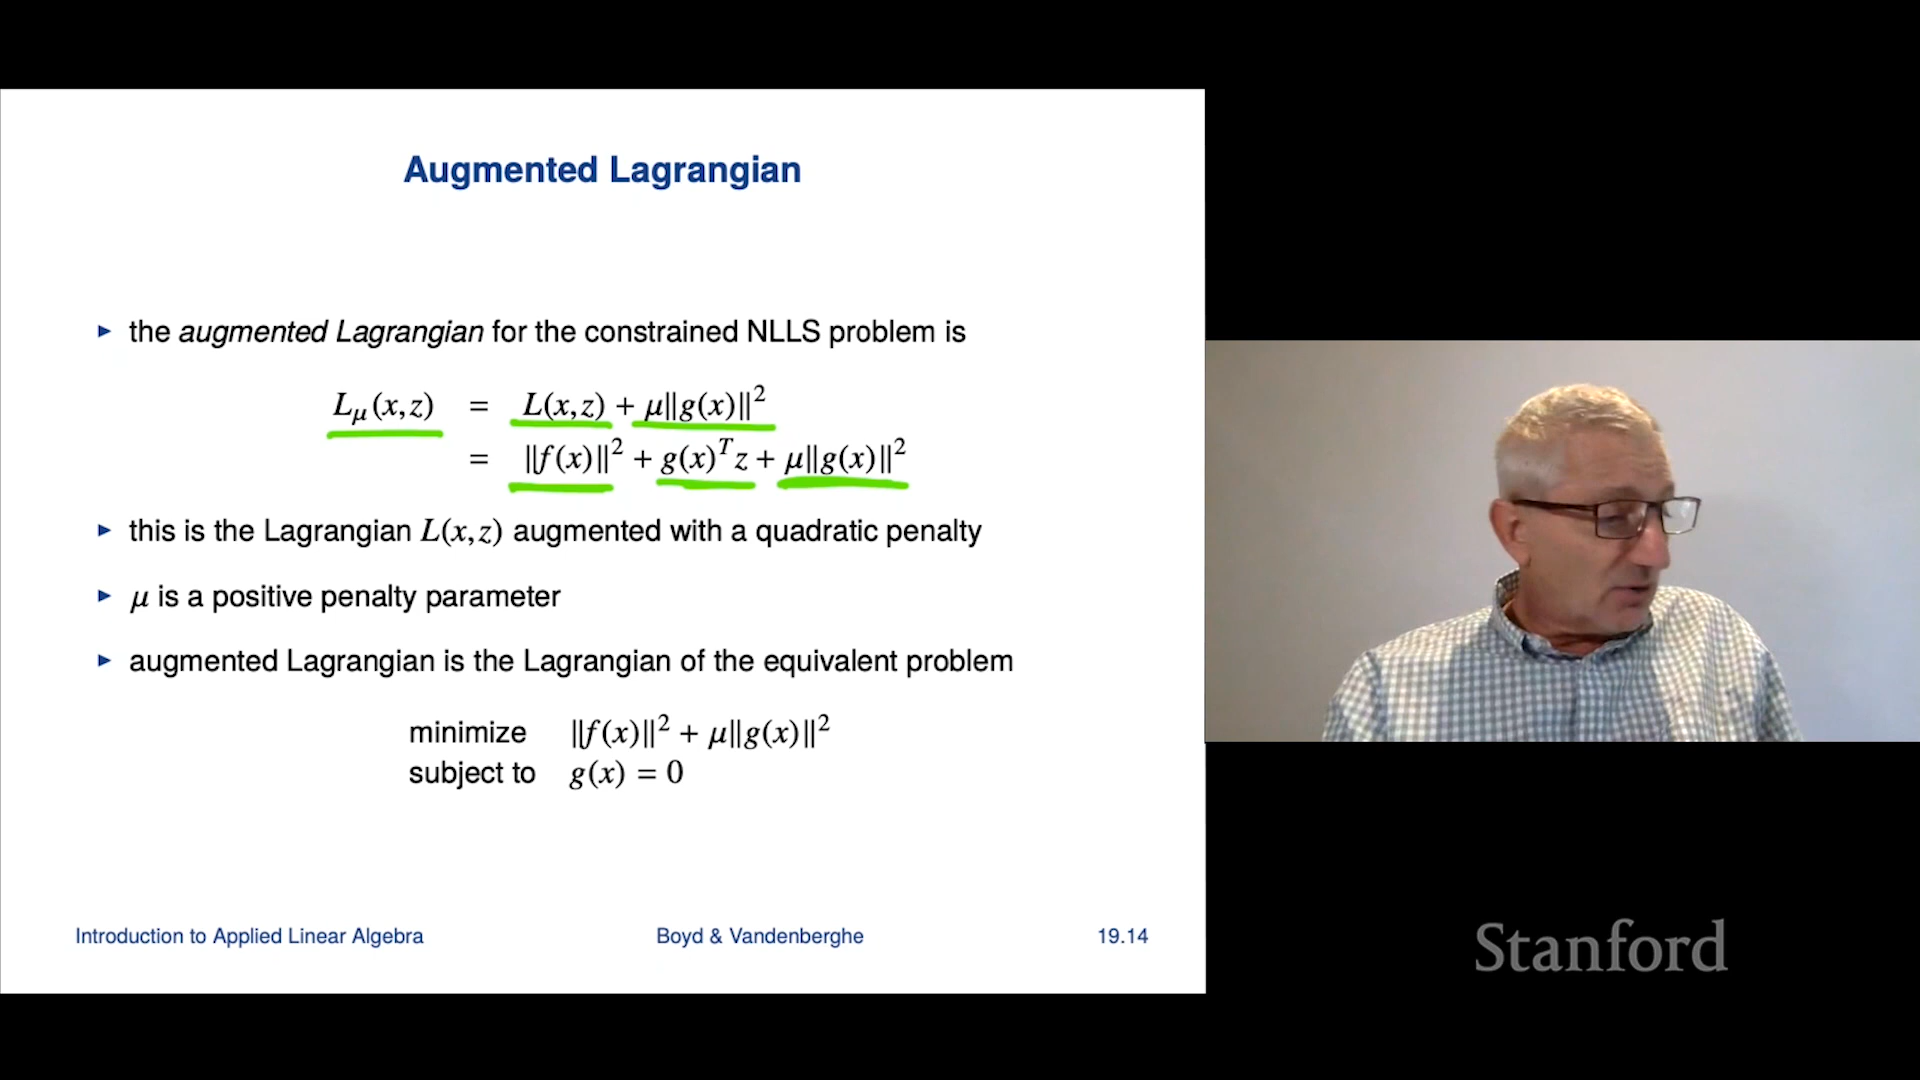 Augmented Lagrangian
▶ the augmented Lagrangian for the constrained NLLS problem is
L_μ(x,z) = L(x,z) + μ‖g(x)‖²
= ‖f(x)‖² + g(x)ᵀz + μ‖g(x)‖²
▶ this is the Lagrangian L(x,z) augmented with a quadratic penalty
▶ μ is a positive penalty parameter
▶ augmented Lagrangian is the Lagrangian of the equivalent problem
minimize ‖f(x)‖² + μ‖g(x)‖²
subject to g(x) = 0
Introduction to Applied Linear Algebra Boyd & Vandenberghe 19.14
Stanford